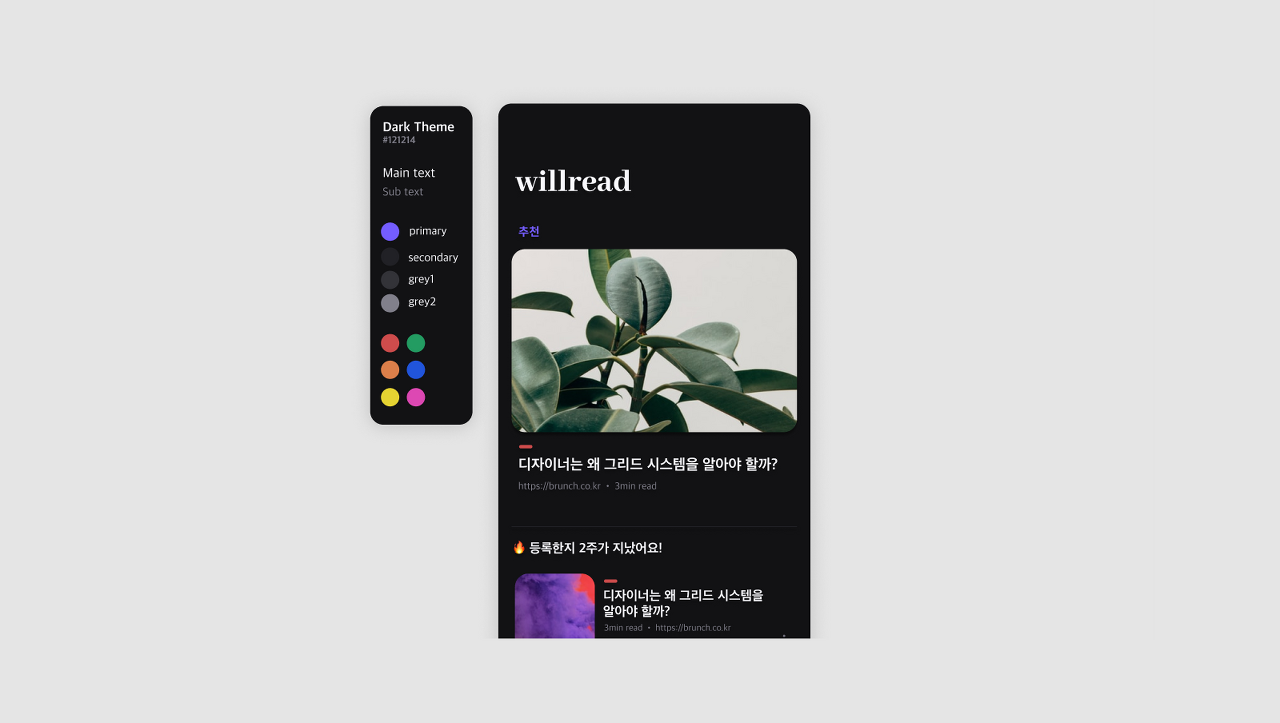 Dark Theme
#121214
Main text
Sub text
primary
secondary
grey1
grey2
willread
추천
디자이너는 왜 그리드 시스템을 알아야 할까?
https://brunch.co.kr • 3min read
🔥 등록한지 2주가 지났어요!
디자이너는 왜 그리드 시스템을
알아야 할까?
3min read • https://brunch.co.kr